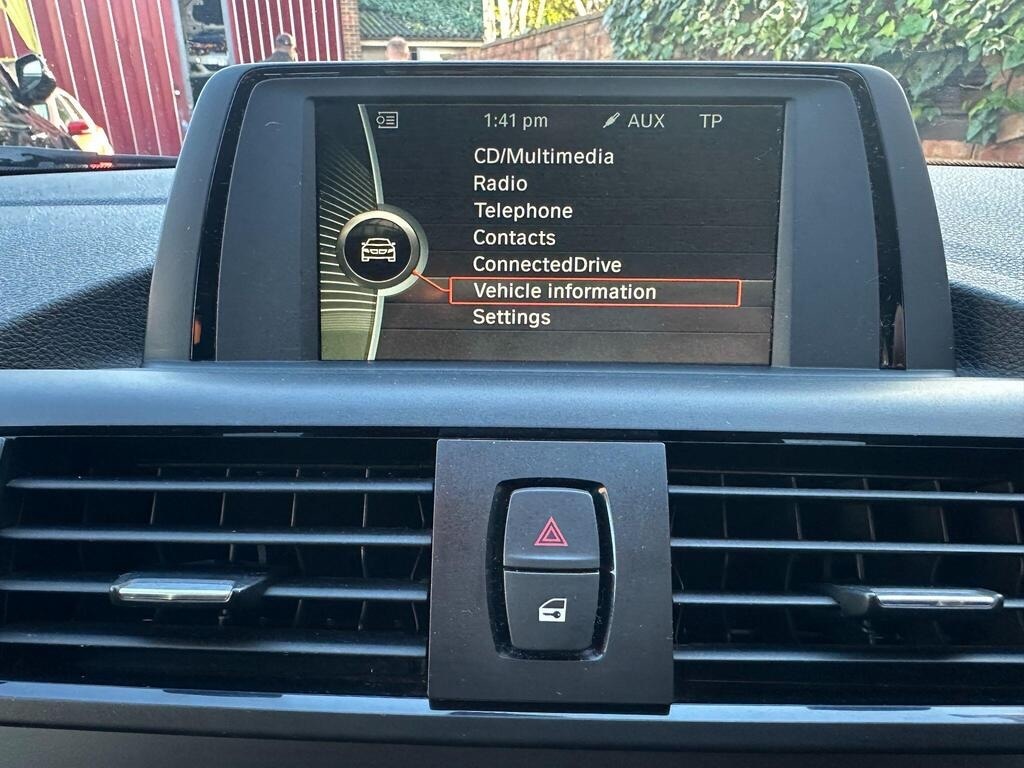 1:41 pm AUX TP
CD/Multimedia
Radio
Telephone
Contacts
ConnectedDrive
Vehicle information
Settings